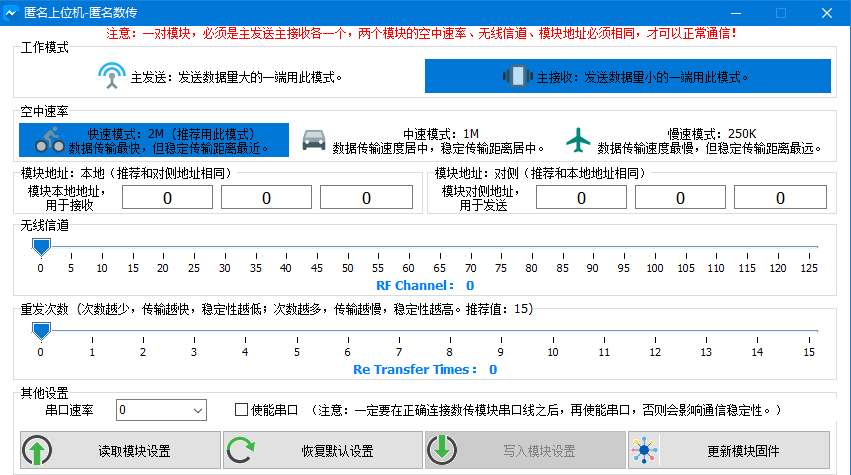 匿名上位机-匿名数传
注意：一对模块，必须是主发送主接收各一个，两个模块的空中速率、无线信道、模块地址必须相同，才可以正常通信！
工作模式
主发送：发送数据量大的一端用此模式。
主接收：发送数据量小的一端用此模式。
空中速率
快速模式：2M（推荐用此模式）
数据传输最快，但稳定传输距离最近。
中速模式：1M
数据传输速度居中，稳定传输距离居中。
慢速模式：250K
数据传输速度最慢，但稳定传输距离最远。
模块地址：本地（推荐和对侧地址相同）
模块本地地址，
用于接收
0 0 0
模块地址：对侧（推荐和本地地址相同）
模块对侧地址，
用于发送
0 0 0
无线信道
0 5 10 15 20 25 30 35 40 45 50 55 60 65 70 75 80 85 90 95 100 105 110 115 120 125
RF Channel： 0
重发次数（次数越少，传输越快，稳定性越低；次数越多，传输越慢，稳定性越高。推荐值：15）
0 1 2 3 4 5 6 7 8 9 10 11 12 13 14 15
Re Transfer Times： 0
其他设置
串口速率 0 使能串口 （注意：一定要在正确连接数传模块串口线之后，再使能串口，否则会影响通信稳定性。）
读取模块设置 恢复默认设置 写入模块设置 更新模块固件